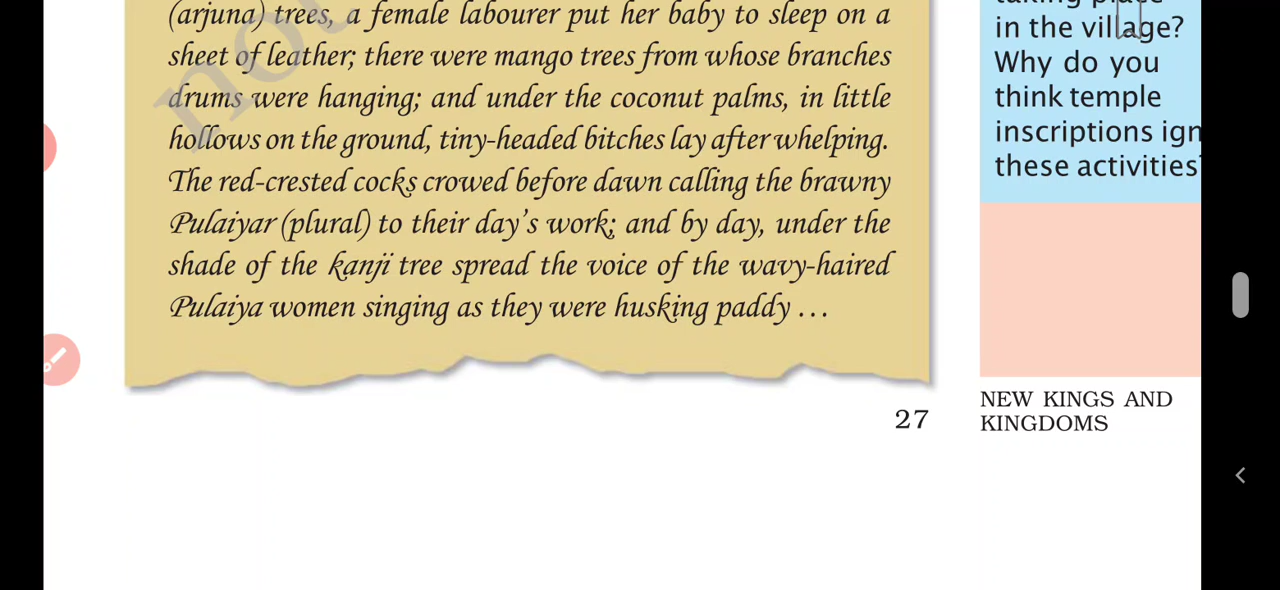 (arjuna) trees, a female labourer put her baby to sleep on a
sheet of leather; there were mango trees from whose branches
drums were hanging; and under the coconut palms, in little
hollows on the ground, tiny-headed bitches lay after whelping.
The red-crested cocks crowed before dawn calling the brawny
Pulaiyar (plural) to their day's work; and by day, under the
shade of the kanji tree spread the voice of the wavy-haired
Pulaiya women singing as they were husking paddy ...
27
taking place
in the village?
Why do you
think temple
inscriptions ign
these activities?
NEW KINGS AND
KINGDOMS
not